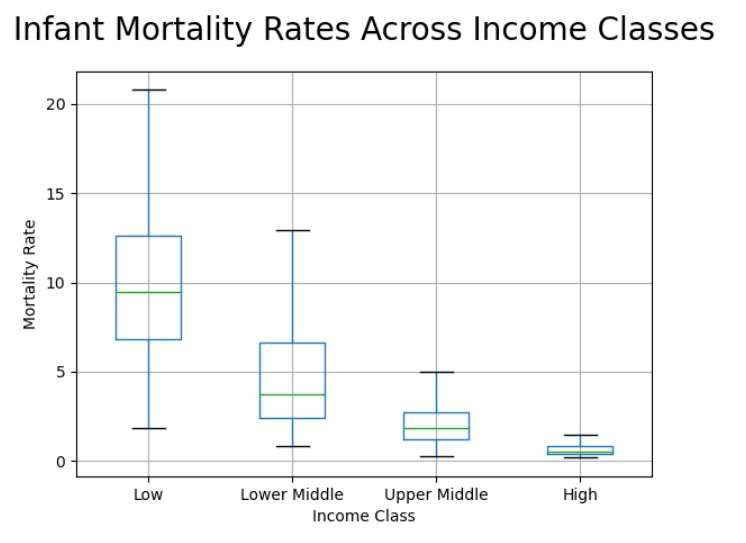 Infant Mortality Rates Across Income Classes
20
15
10
5
0
Mortality Rate
Low Lower Middle Upper Middle High
Income Class